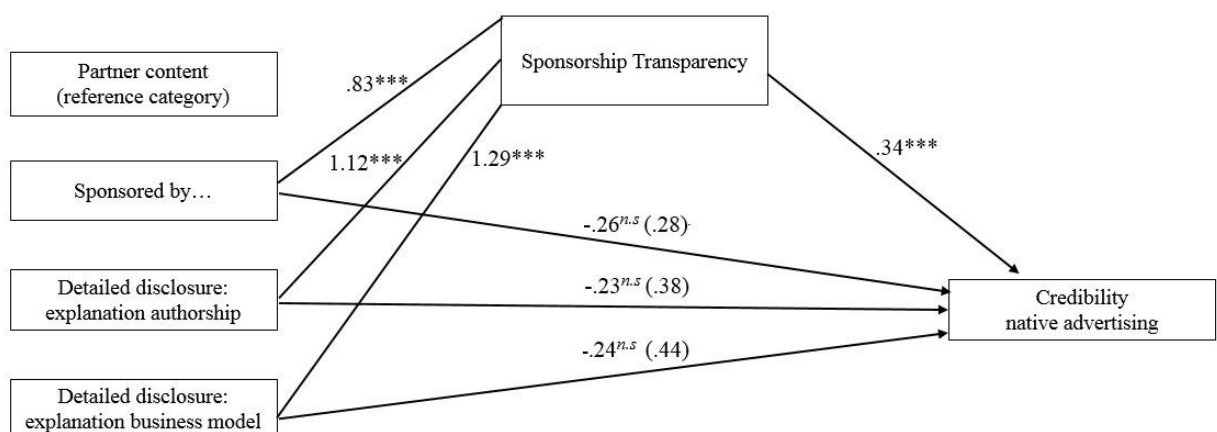 Partner content
(reference category)
Sponsorship Transparency
.83***
1.12***
1.29***
.34***
Sponsored by…
-.26n.s (.28)
Detailed disclosure:
explanation authorship
-.23n.s (.38)
Credibility
native advertising
-.24n.s (.44)
Detailed disclosure:
explanation business model